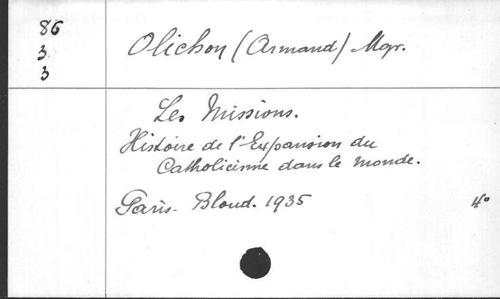 86
3
3
Olichon (Armand) Mgr.
Les Missions.
Histoire de l'Expansion du
Catholicisme dans le monde.
Paris - Bloud. 1935
4°